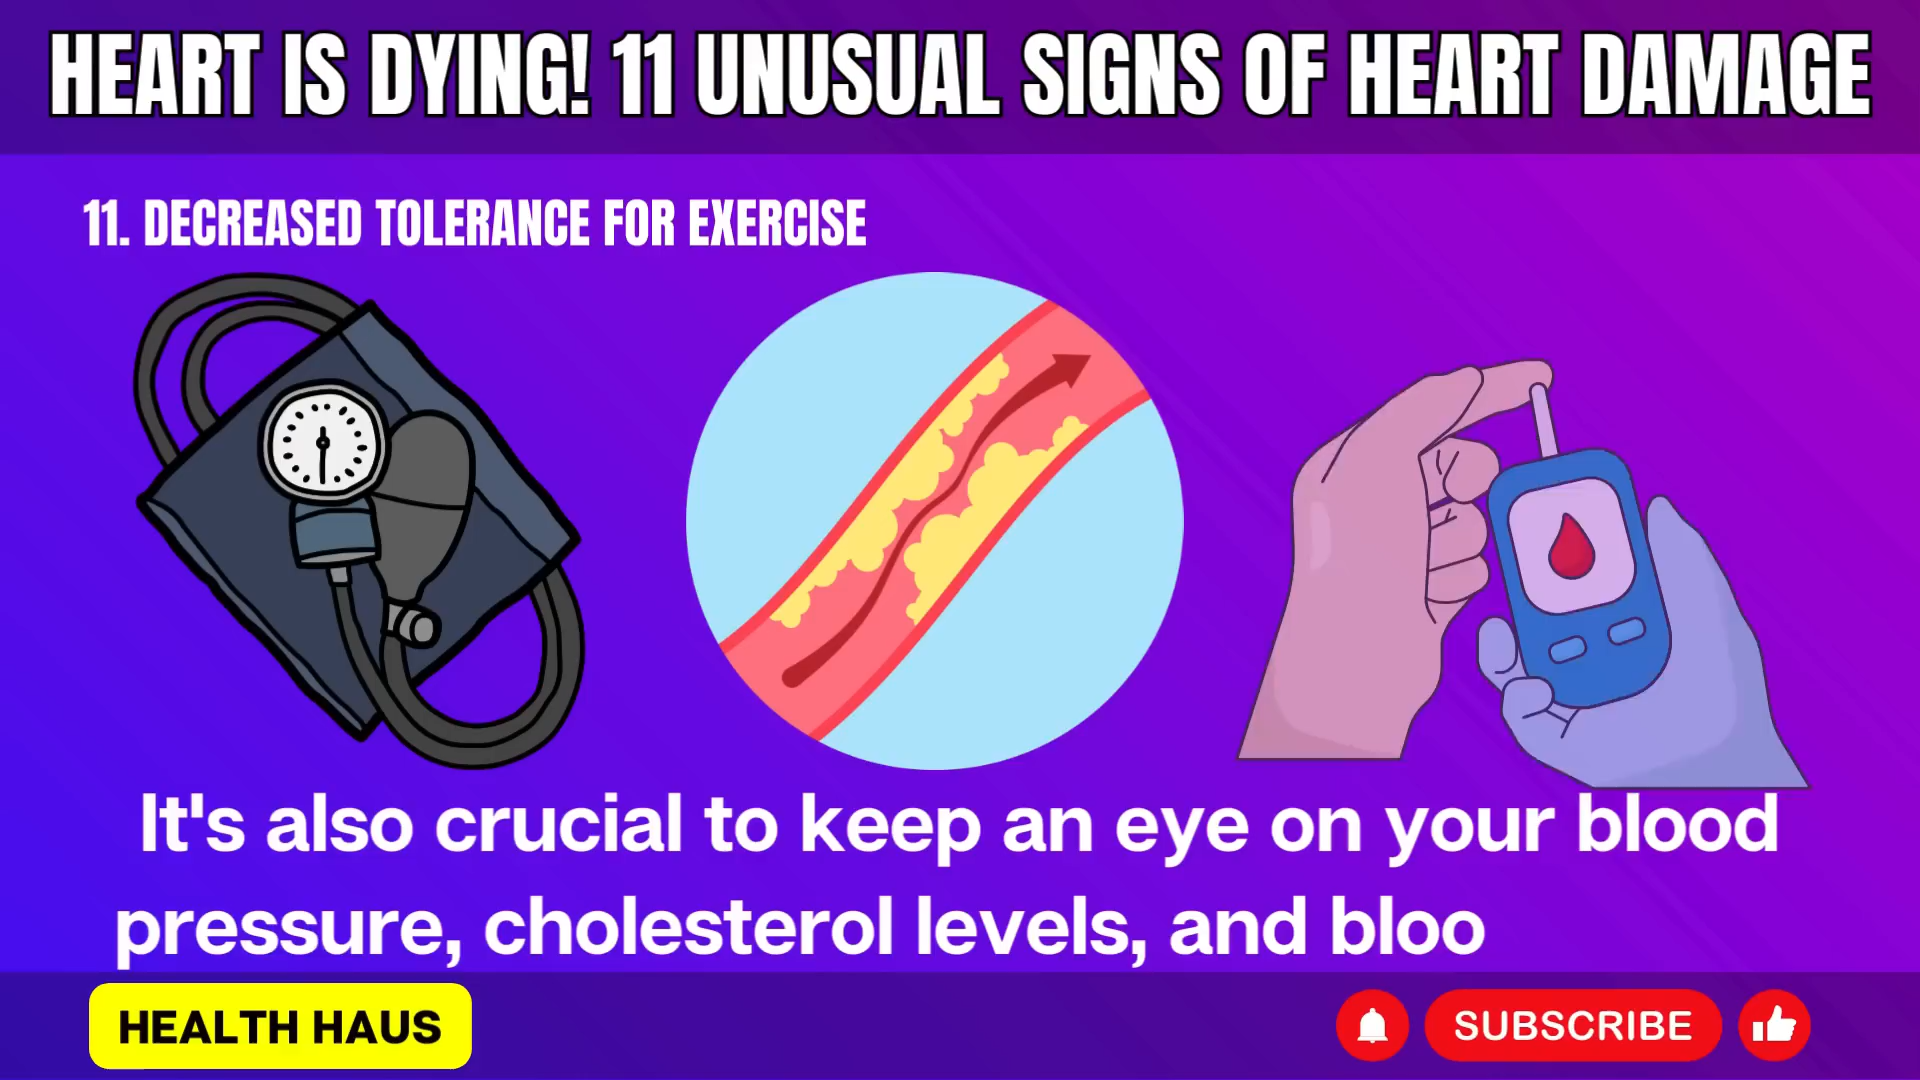 HEART IS DYING! 11 UNUSUAL SIGNS OF HEART DAMAGE
11. DECREASED TOLERANCE FOR EXERCISE
It's also crucial to keep an eye on your blood
pressure, cholesterol levels, and bloo
HEALTH HAUS
SUBSCRIBE